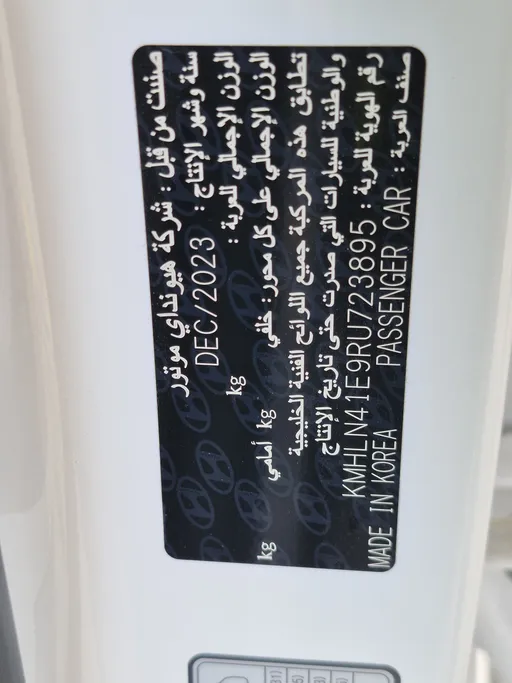 صنعت من قبل : شركة هيونداي موتور
سنة وشهر الإنتاج : DEC/2023
الوزن الإجمالي للعربة : kg
الوزن الإجمالي على كل محور : خلفي kg أمامي kg
تطابق هذه المركبة جميع اللوائح الفنية الخليجية
والوطنية للسيارات التي صدرت حتى تاريخ الإنتاج
رقم الهوية للعربة : KMHLN41E9RU723895
صنف العربة : PASSENGER CAR MADE IN KOREA